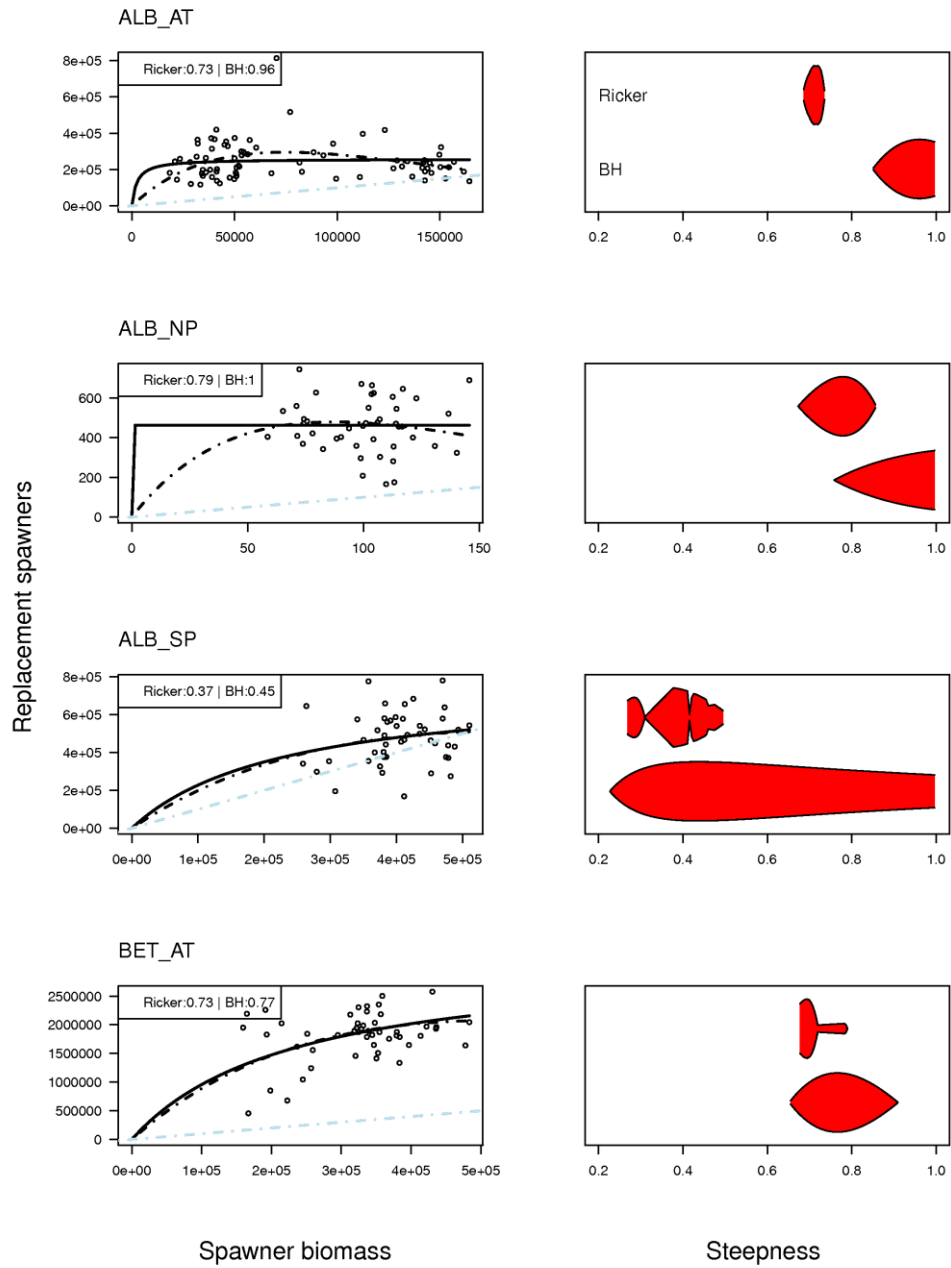 ALB_AT
Ricker:0.73 | BH:0.96
8e+05
6e+05
4e+05
2e+05
0e+00
0 50000 100000 150000
Ricker
BH
0.2 0.4 0.6 0.8 1.0
ALB_NP
Ricker:0.79 | BH:1
600
400
200
0
0 50 100 150
0.2 0.4 0.6 0.8 1.0
ALB_SP
Ricker:0.37 | BH:0.45
8e+05
6e+05
4e+05
2e+05
0e+00
0e+00 1e+05 2e+05 3e+05 4e+05 5e+05
0.2 0.4 0.6 0.8 1.0
BET_AT
Ricker:0.73 | BH:0.77
2500000
2000000
1500000
1000000
500000
0
0e+00 1e+05 2e+05 3e+05 4e+05 5e+05
0.2 0.4 0.6 0.8 1.0
Replacement spawners
Spawner biomass
Steepness